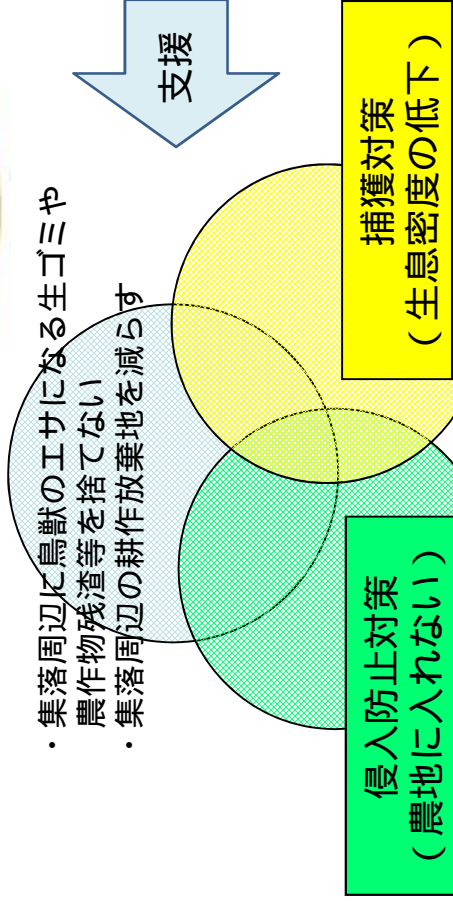 ・集落周辺に鳥獣のエサになる生ゴミや
農作物残渣等を捨てない
・集落周辺の耕作放棄地を減らす
支援
侵入防止対策
（農地に入れない）
捕獲対策
（生息密度の低下）